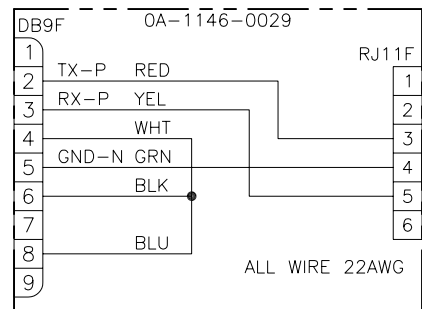 0A-1146-0029
DB9F
RJ11F
1
2 TX-P RED
3 RX-P YEL
4 WHT
5 GND-N GRN
6 BLK
7
8 BLU
9
1
2
3
4
5
6
ALL WIRE 22AWG